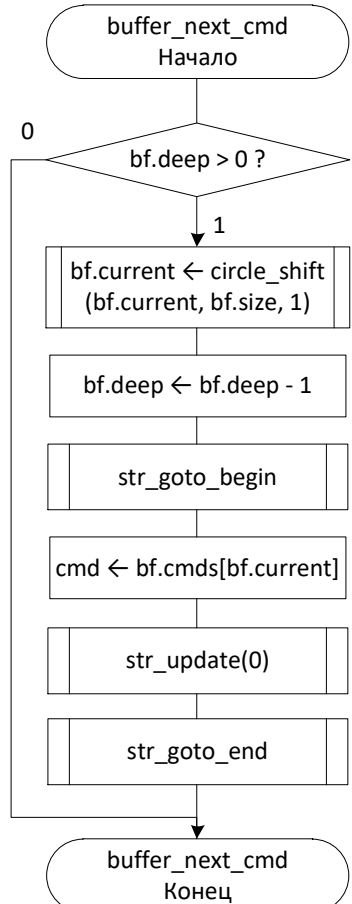 buffer_next_cmd
Начало
0
bf.deep > 0 ?
1
bf.current ← circle_shift
(bf.current, bf.size, 1)
bf.deep ← bf.deep - 1
str_goto_begin
cmd ← bf.cmds[bf.current]
str_update(0)
str_goto_end
buffer_next_cmd
Конец